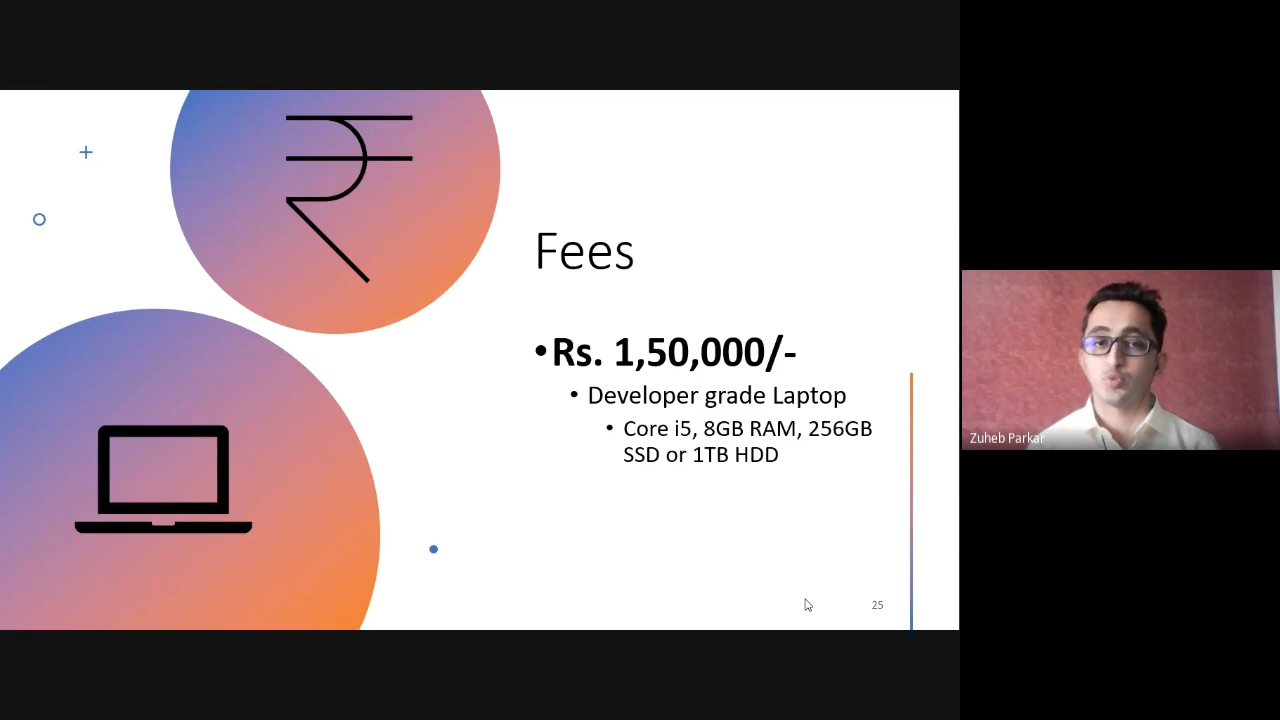 Fees
•Rs. 1,50,000/-
• Developer grade Laptop
• Core i5, 8GB RAM, 256GB
SSD or 1TB HDD
25
Zuheb Parkar